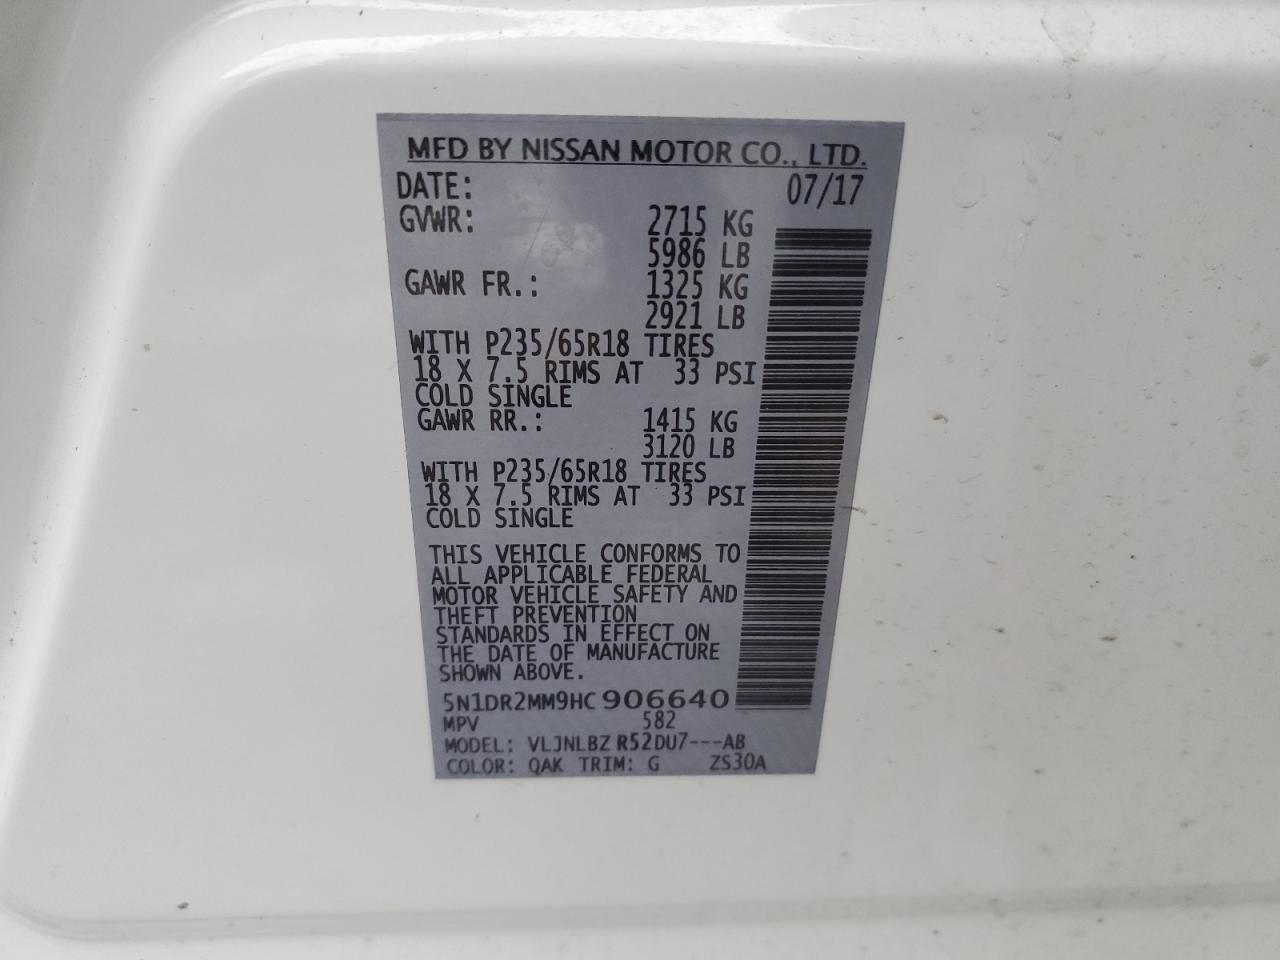 MFD BY NISSAN MOTOR CO., LTD.
DATE: 07/17
GVWR: 2715 KG
5986 LB
GAWR FR.: 1325 KG
2921 LB
WITH P235/65R18 TIRES
18 X 7.5 RIMS AT 33 PSI
COLD SINGLE
GAWR RR.: 1415 KG
3120 LB
WITH P235/65R18 TIRES
18 X 7.5 RIMS AT 33 PSI
COLD SINGLE
THIS VEHICLE CONFORMS TO
ALL APPLICABLE FEDERAL
MOTOR VEHICLE SAFETY AND
THEFT PREVENTION
STANDARDS IN EFFECT ON
THE DATE OF MANUFACTURE
SHOWN ABOVE.
5N1DR2MM9HC 906640
MPV 582
MODEL: VLJNLBZ R52DU7---AB
COLOR: QAK TRIM: G ZS30A